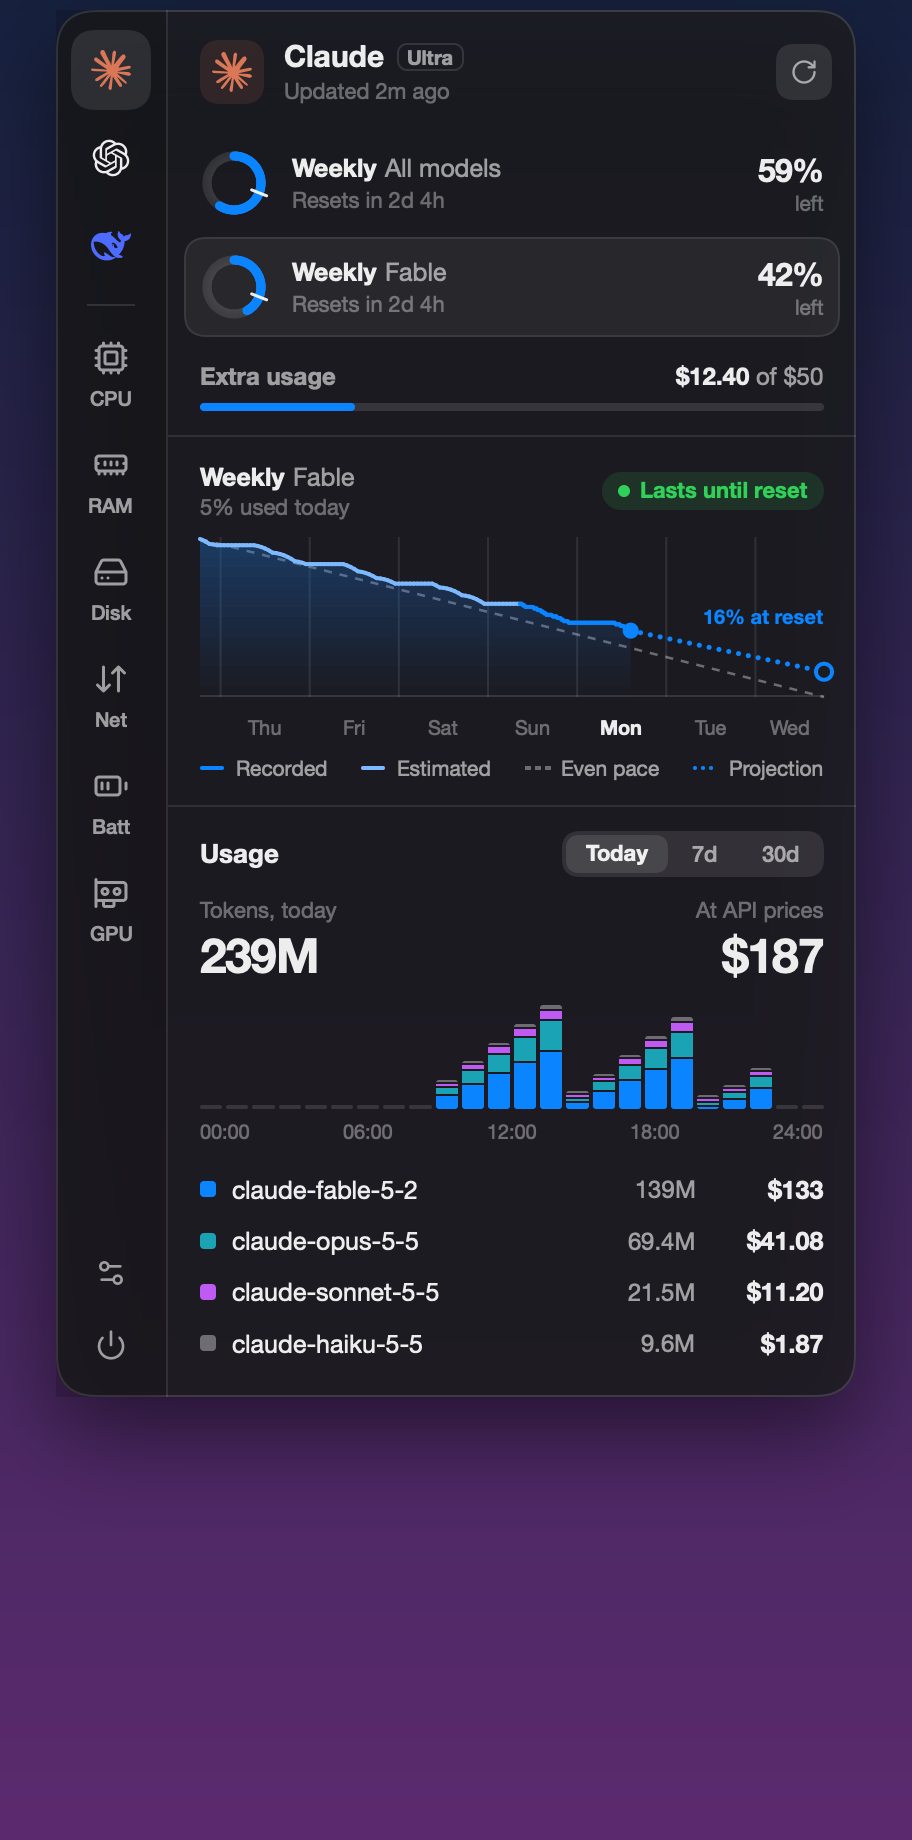 Claude Ultra
Updated 2m ago
Weekly All models 59%
Resets in 2d 4h left
Weekly Fable 42%
Resets in 2d 4h left
Extra usage $12.40 of $50
Weekly Fable
5% used today
Lasts until reset
16% at reset
Thu Fri Sat Sun Mon Tue Wed
Recorded Estimated Even pace Projection
Usage Today 7d 30d
Tokens, today At API prices
239M $187
00:00 06:00 12:00 18:00 24:00
claude-fable-5-2 139M $133
claude-opus-5-5 69.4M $41.08
claude-sonnet-5-5 21.5M $11.20
claude-haiku-5-5 9.6M $1.87
CPU
RAM
Disk
Net
Batt
GPU